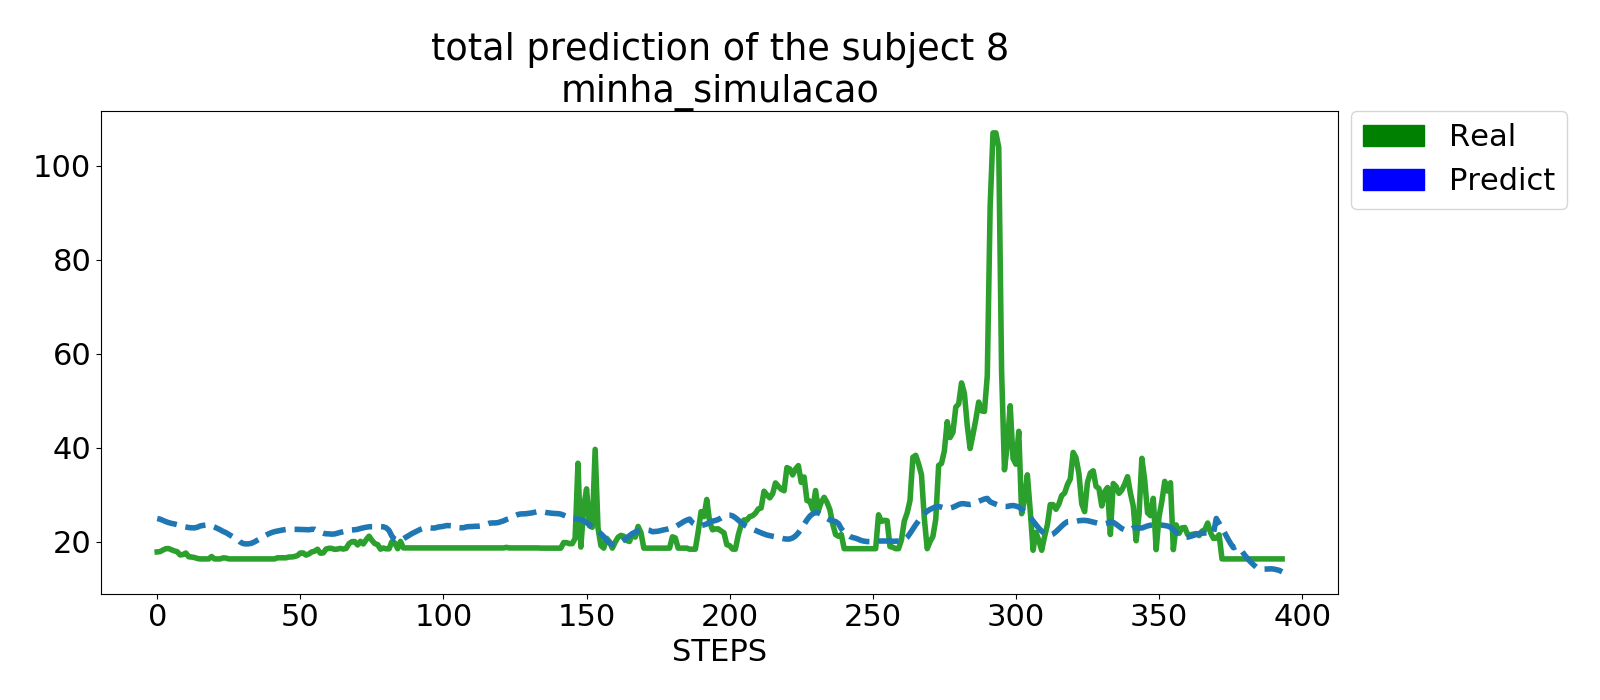 total prediction of the subject 8
minha_simulacao
100
80
60
40
20
0 50 100 150 200 250 300 350 400
STEPS
Real
Predict